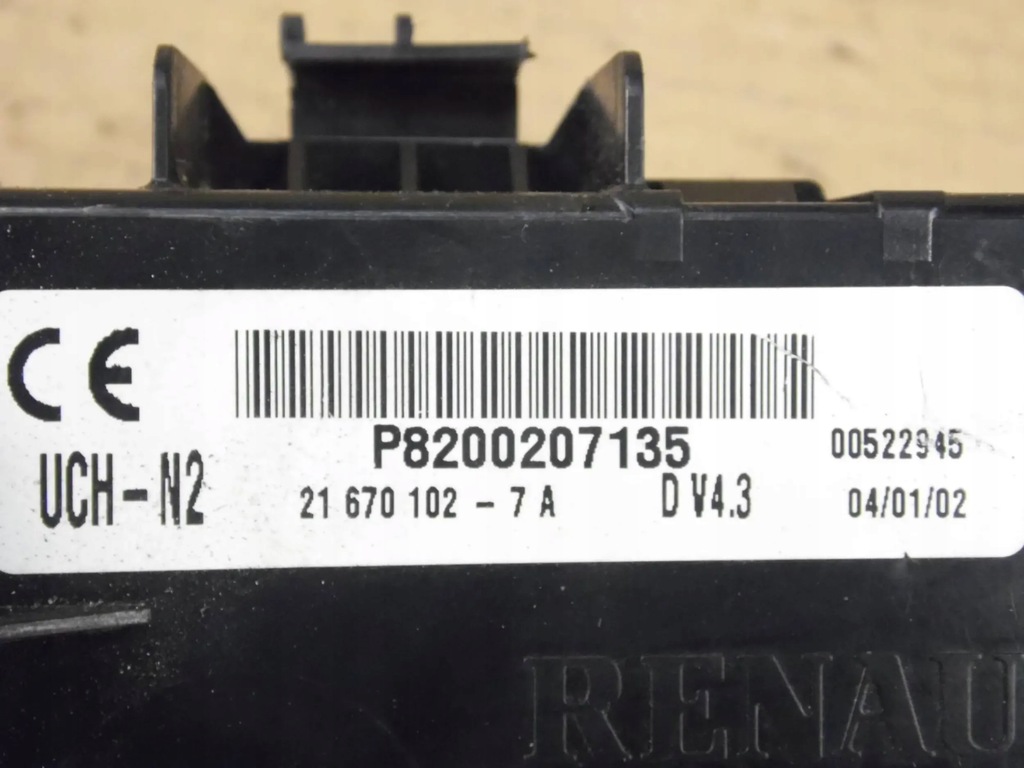 CE
P8200207135
00522945
UCH-N2
21 670 102 - 7 A
D V4.3
04/01/02
RENAU